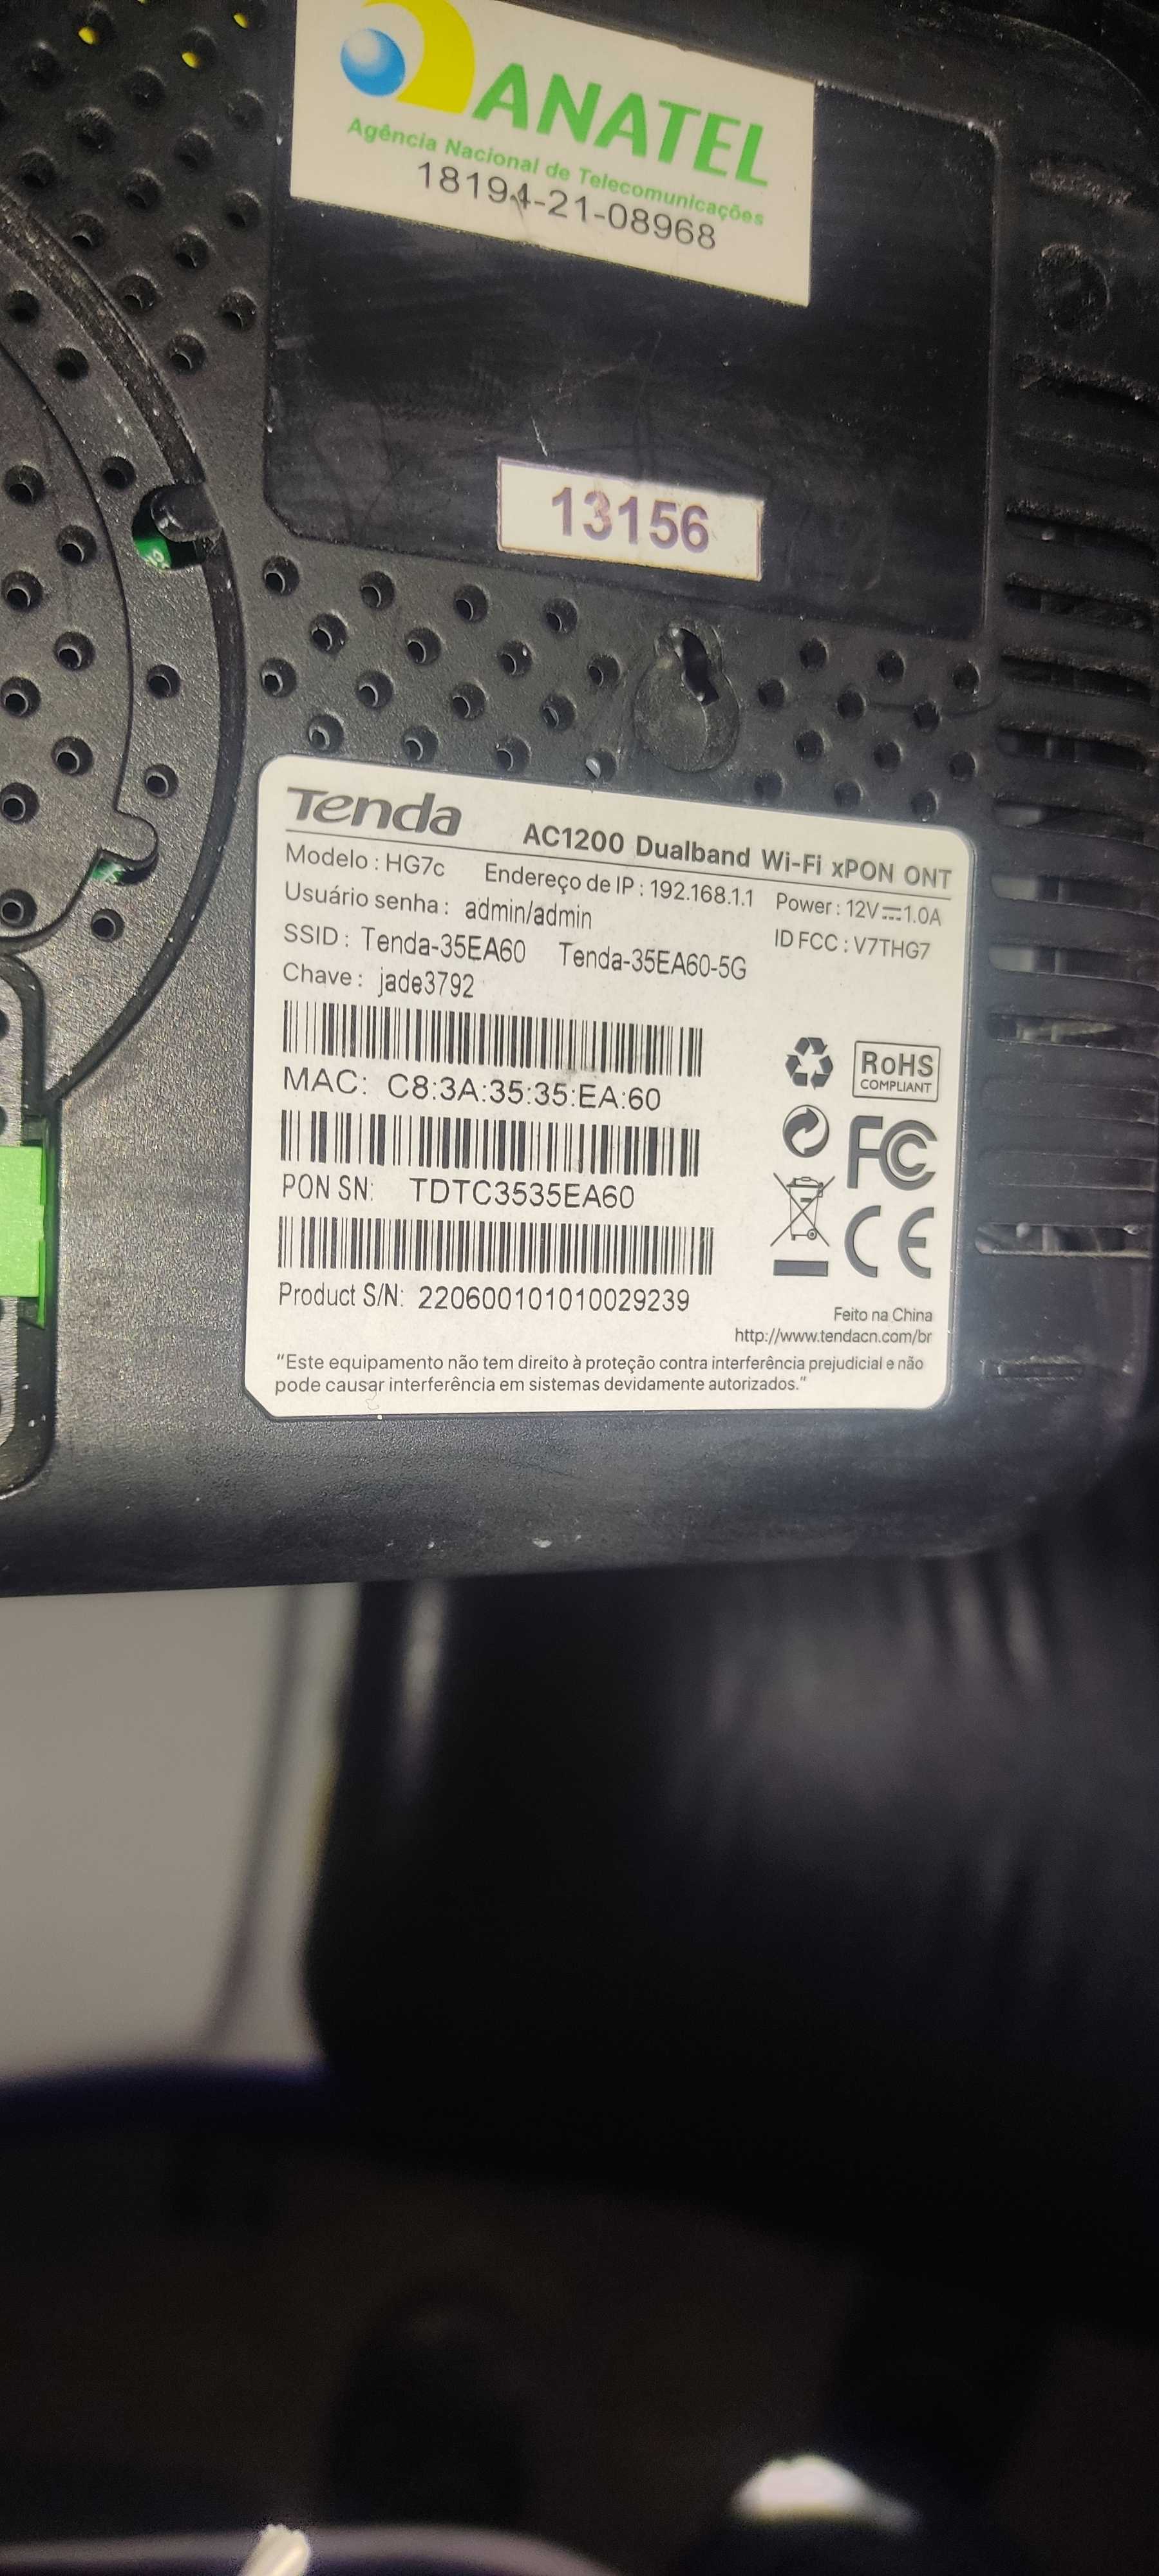 ANATEL
Agência Nacional de Telecomunicações
18194-21-08968
13156
Tenda AC1200 Dualband Wi-Fi xPON ONT
Modelo : HG7c Endereço de IP : 192.168.1.1 Power : 12V⎓1.0A
Usuário senha : admin/admin ID FCC : V7THG7
SSID : Tenda-35EA60 Tenda-35EA60-5G
Chave : jade3792
MAC: C8:3A:35:35:EA:60
RoHS
COMPLIANT
FC
PON SN: TDTC3535EA60
CE
Product S/N: 220600101010029239
Feito na China
http://www.tendacn.com/br
“Este equipamento não tem direito à proteção contra interferência prejudicial e não
pode causar interferência em sistemas devidamente autorizados.”